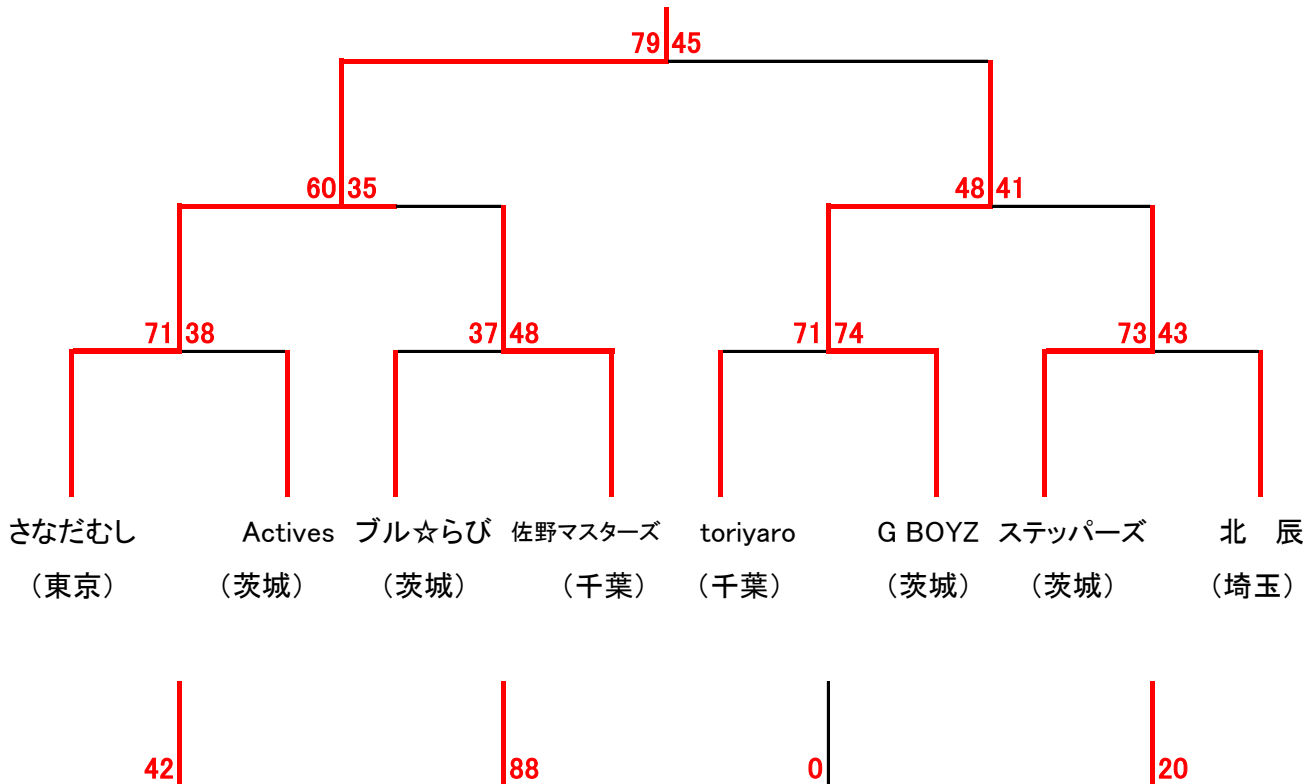 79 45
60 35 48 41
71 38 37 48 71 74 73 43
さなだむし Actives ブル☆らび 佐野マスターズ toriyaro G BOYZ ステッパーズ 北　辰
（東京） （茨城） （茨城） （千葉） （千葉） （茨城） （茨城） （埼玉）
42 88 0 20